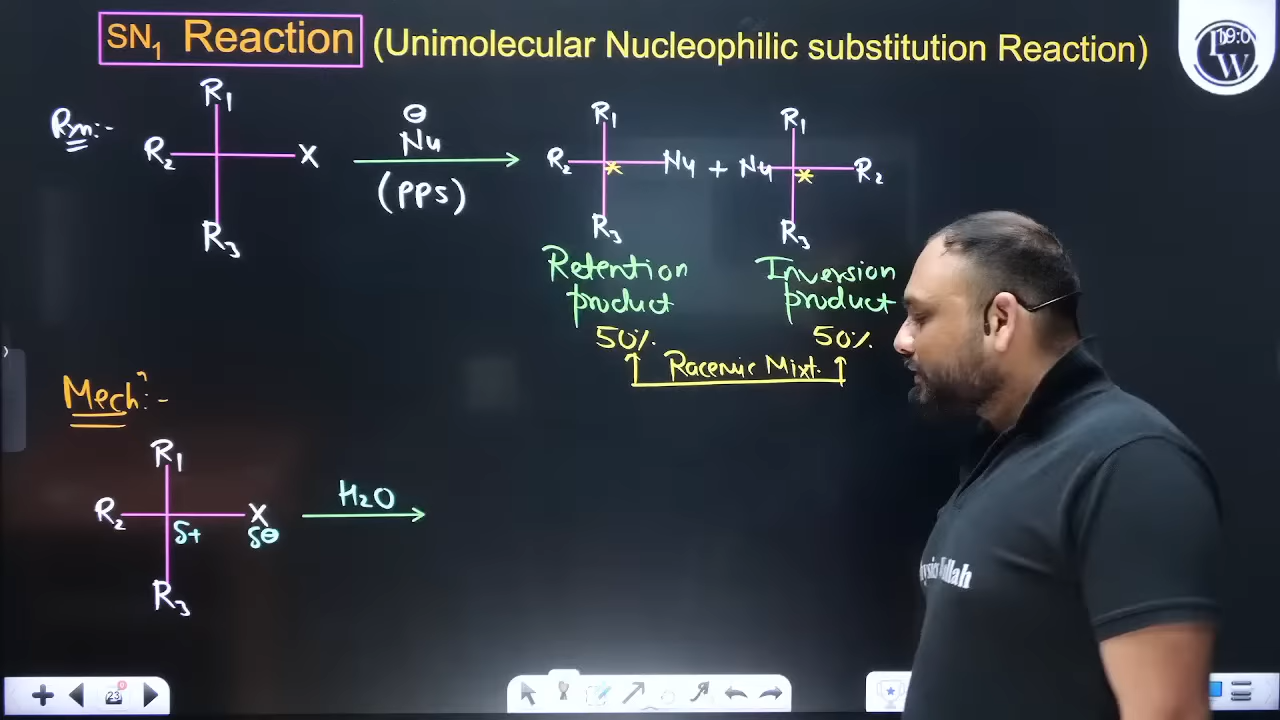 SN1 Reaction (Unimolecular Nucleophilic substitution Reaction)
Rxn:-
R1
R2 X
R3
⊖
Nu
(PPS)
R1
R2 * Nu
R3
+
R1
Nu * R2
R3
Retention
product
50%
Inversion
product
50%
Racemic Mixt.
Mech:-
R1
R2 X
δ+ δ⊖
R3
H2O
23